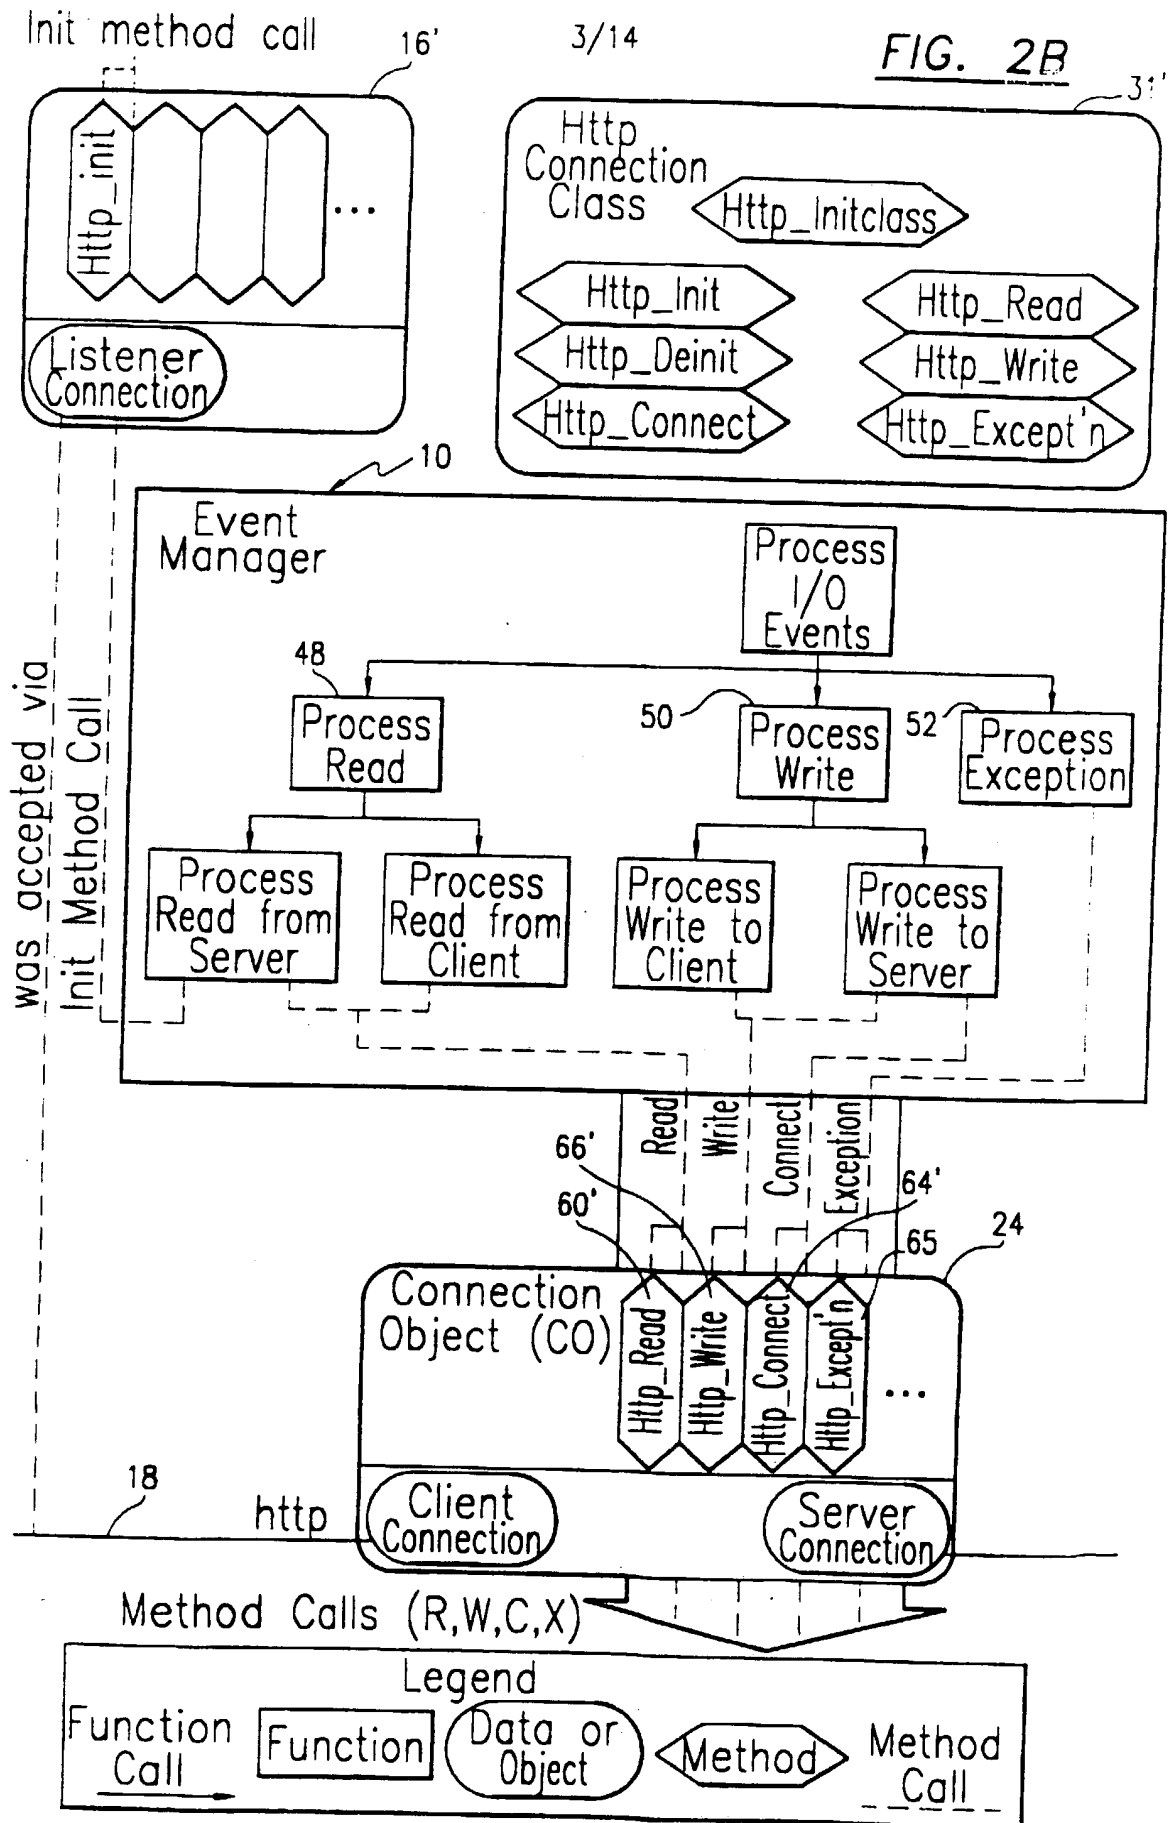 Init method call
16'
3/14
FIG. 2B
31'
Http_init
...
Listener
Connection
Http
Connection
Class
Http_Initclass
Http_Init
Http_Deinit
Http_Connect
Http_Read
Http_Write
Http_Except'n
10
Event
Manager
Process
I/O
Events
48
Process
Read
50
Process
Write
52
Process
Exception
Process
Read from
Server
Process
Read from
Client
Process
Write to
Client
Process
Write to
Server
was accepted via
Init Method Call
Read
Write
Connect
Exception
66'
60'
64'
65
24
Connection
Object (CO)
Http_Read
Http_Write
Http_Connect
Http_Except'n
...
18
http
Client
Connection
Server
Connection
Method Calls (R,W,C,X)
Legend
Function
Call
Function
Data or
Object
Method
Method
Call